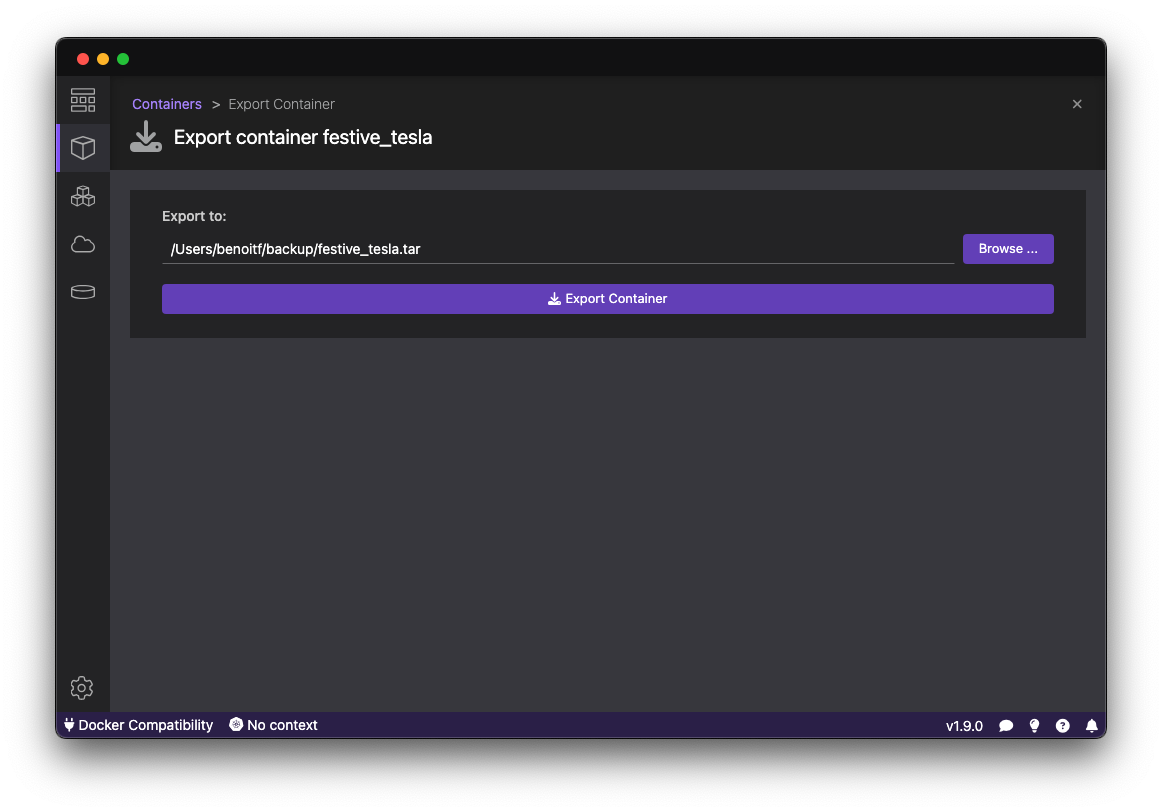 Containers > Export Container
Export container festive_tesla
Export to:
/Users/benoitf/backup/festive_tesla.tar
Browse ...
Export Container
Docker Compatibility
No context
v1.9.0